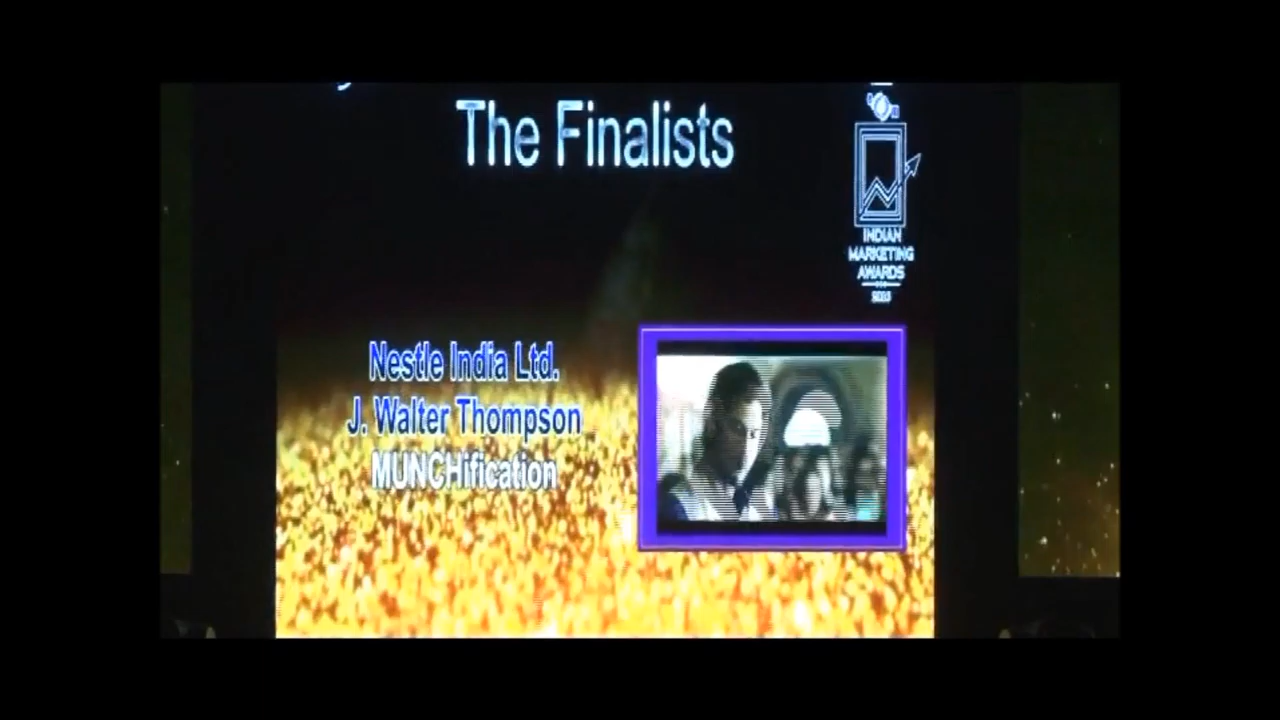 The Finalists
INDIAN
MARKETING
AWARDS
Nestle India Ltd.
J. Walter Thompson
MUNCHification